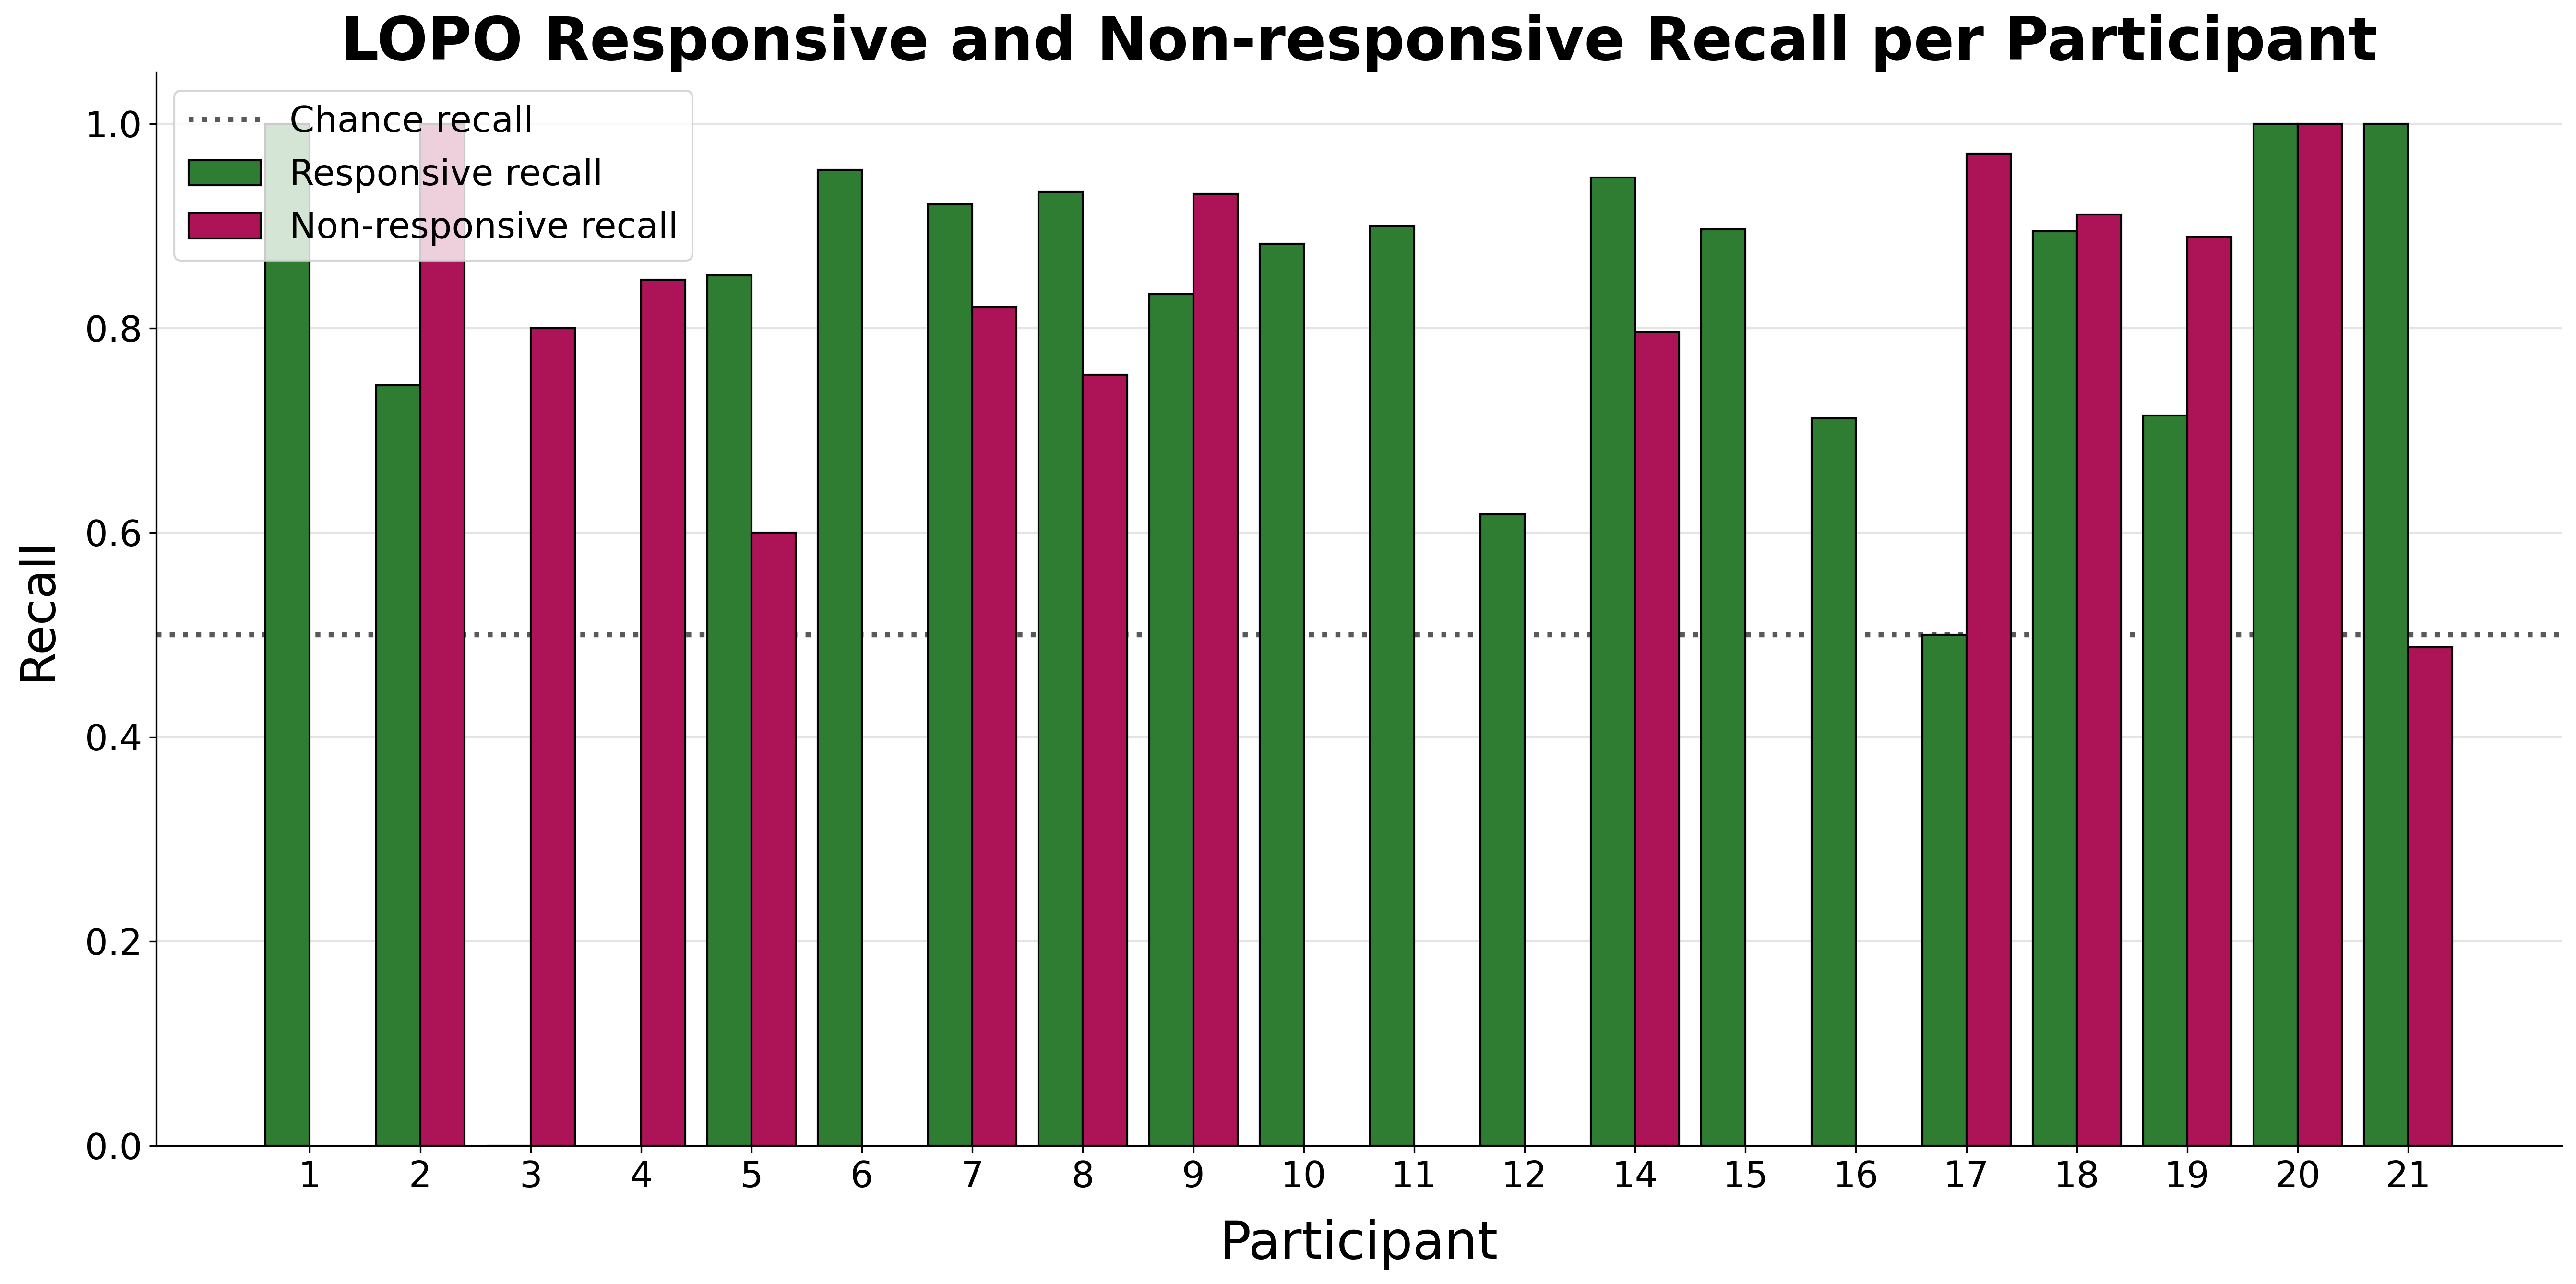 LOPO Responsive and Non-responsive Recall per Participant
Chance recall
Responsive recall
Non-responsive recall
1.0
0.8
0.6
0.4
0.2
0.0
Recall
1 2 3 4 5 6 7 8 9 10 11 12 14 15 16 17 18 19 20 21
Participant